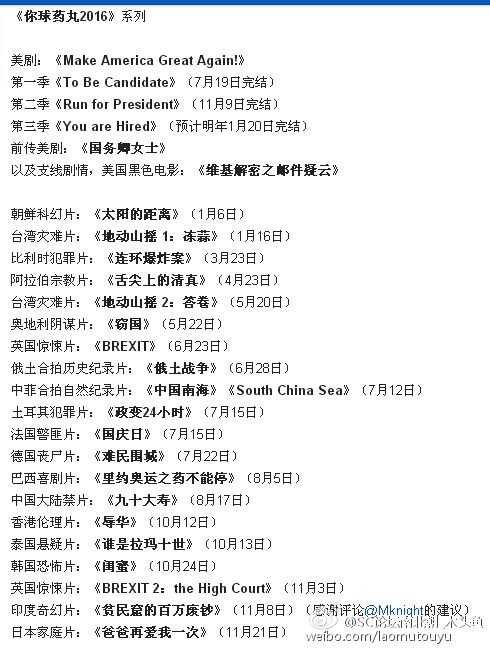 《你球药丸2016》系列
美剧：《Make America Great Again!》
第一季《To Be Candidate》（7月19日完结）
第二季《Run for President》（11月9日完结）
第三季《You are Hired》（预计明年1月20日完结）
前传美剧：《国务卿女士》
以及支线剧情，美国黑色电影：《维基解密之邮件疑云》
朝鲜科幻片：《太阳的距离》（1月6日）
台湾灾难片：《地动山摇 1：冻蒜》（1月16日）
比利时犯罪片：《连环爆炸案》（3月23日）
阿拉伯宗教片：《舌尖上的清真》（4月23日）
台湾灾难片：《地动山摇 2：答卷》（5月20日）
奥地利阴谋片：《窃国》（5月22日）
英国惊悚片：《BREXIT》（6月23日）
俄土合拍历史纪录片：《俄土战争》（6月28日）
中菲合拍自然纪录片：《中国南海》《South China Sea》（7月12日）
土耳其犯罪片：《政变24小时》（7月15日）
法国警匪片：《国庆日》（7月15日）
德国丧尸片：《难民围城》（7月22日）
巴西喜剧片：《里约奥运之药不能停》（8月5日）
中国大陆禁片：《九十大寿》（8月17日）
香港伦理片：《辱华》（10月12日）
泰国悬疑片：《谁是拉玛十世》（10月13日）
韩国恐怖片：《闺蜜》（10月24日）
英国惊悚片：《BREXIT 2：the High Court》（11月3日）
印度奇幻片：《贫民窟的百万废钞》（11月8日）（感谢评论@Mknight的建议）
日本家庭片：《爸爸再爱我一次》（11月21日）
weibo.com/laomutouyu